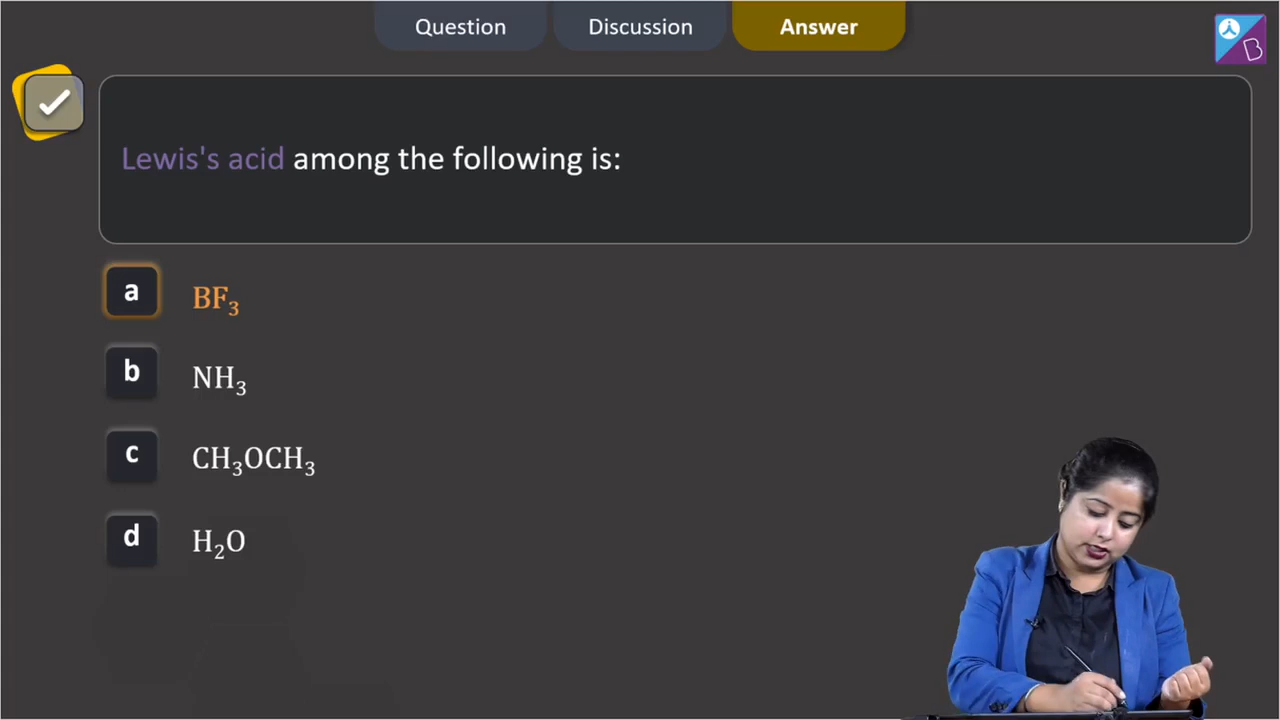 Question Discussion Answer
B
Lewis's acid among the following is:
a BF₃
b NH₃
c CH₃OCH₃
d H₂O